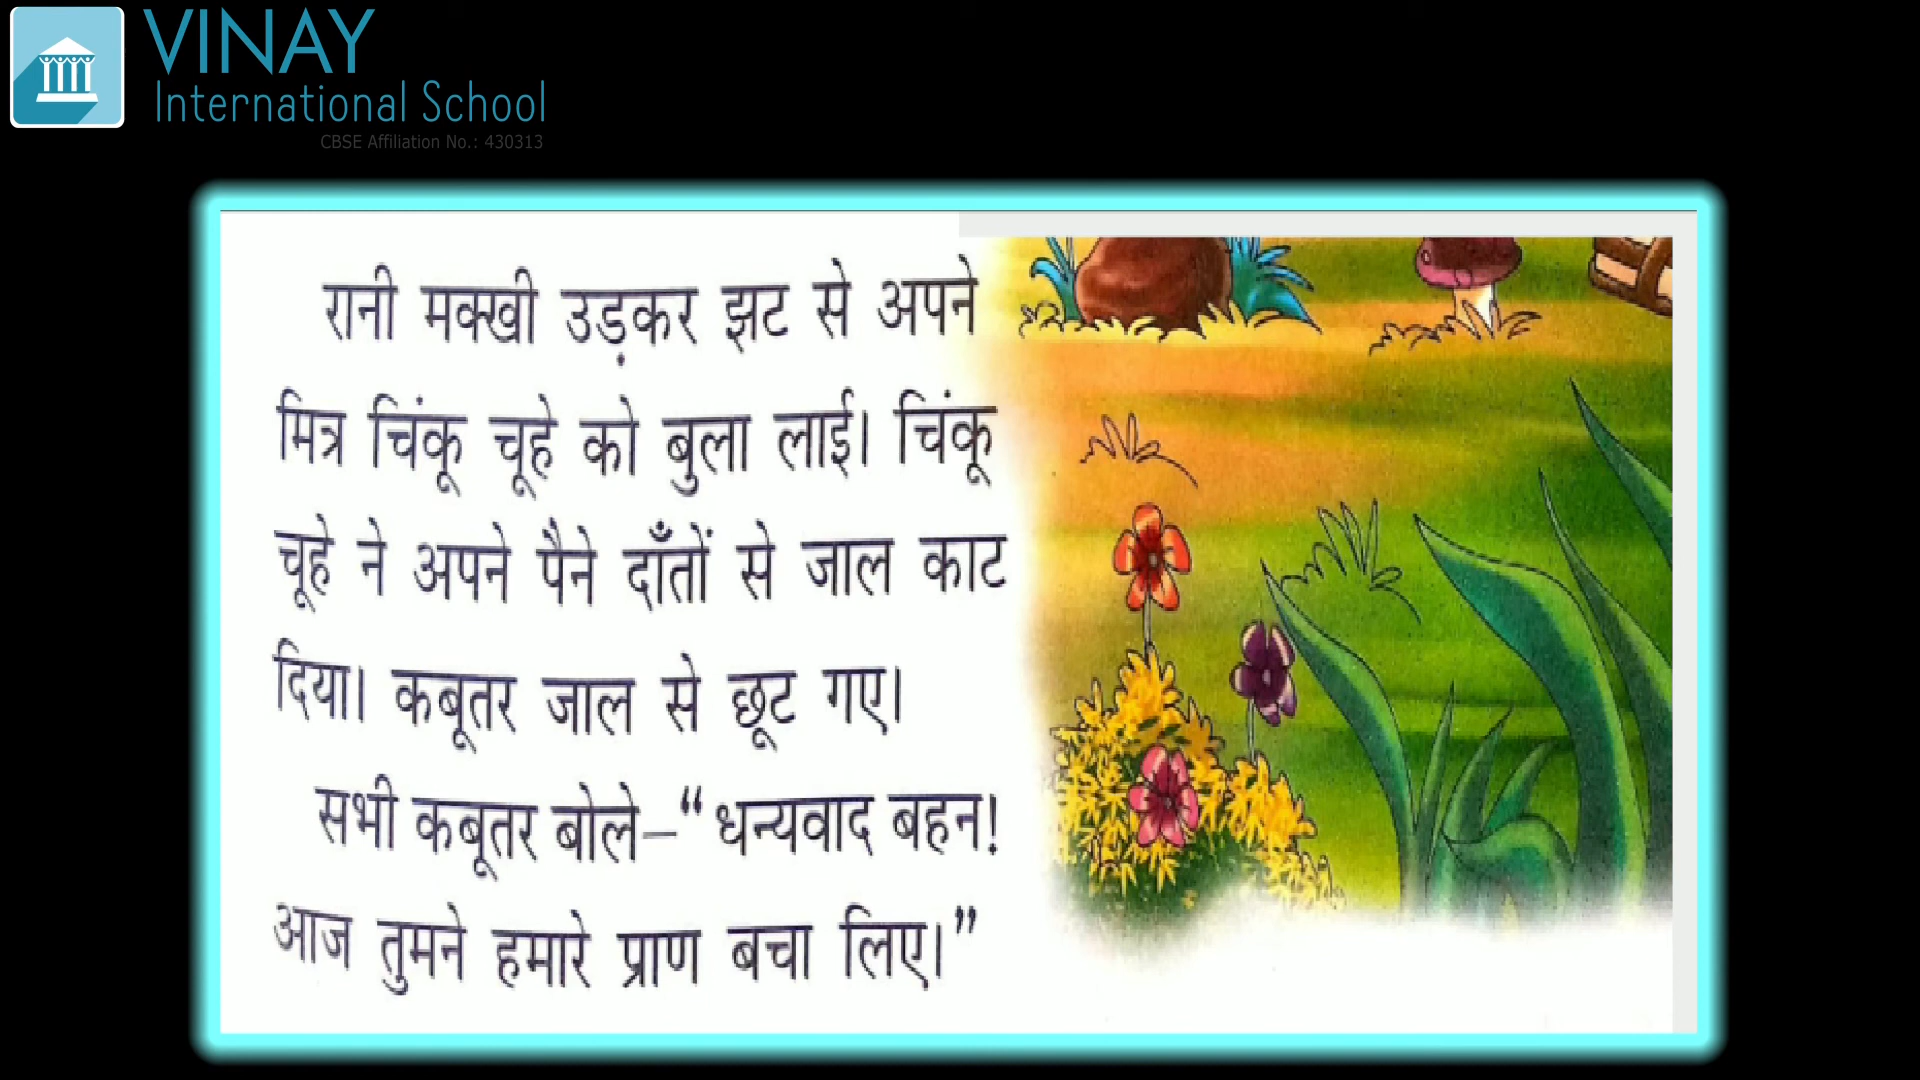 VINAY
International School
CBSE Affiliation No.: 430313
रानी मक्खी उड़कर झट से अपने
मित्र चिंकू चूहे को बुला लाई। चिंकू
चूहे ने अपने पैने दाँतों से जाल काट
दिया। कबूतर जाल से छूट गए।
सभी कबूतर बोले–“धन्यवाद बहन!
आज तुमने हमारे प्राण बचा लिए।”